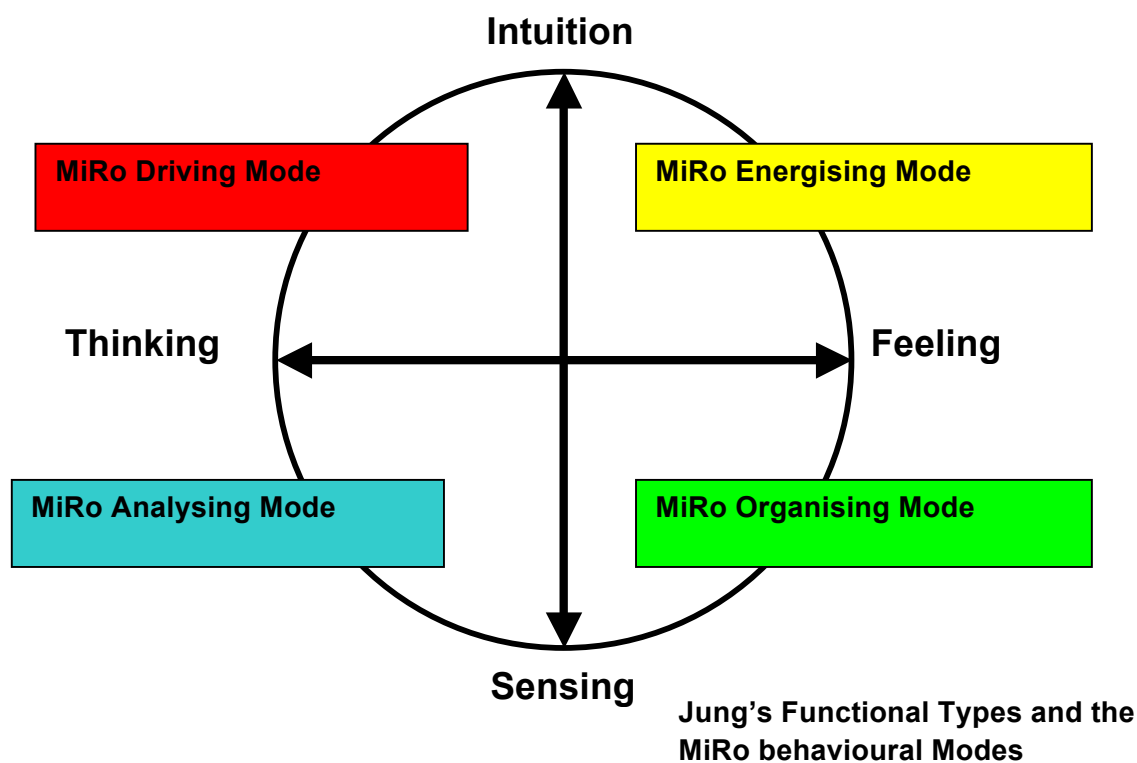 Intuition
MiRo Driving Mode
MiRo Energising Mode
Thinking
Feeling
MiRo Analysing Mode
MiRo Organising Mode
Sensing
Jung’s Functional Types and the
MiRo behavioural Modes